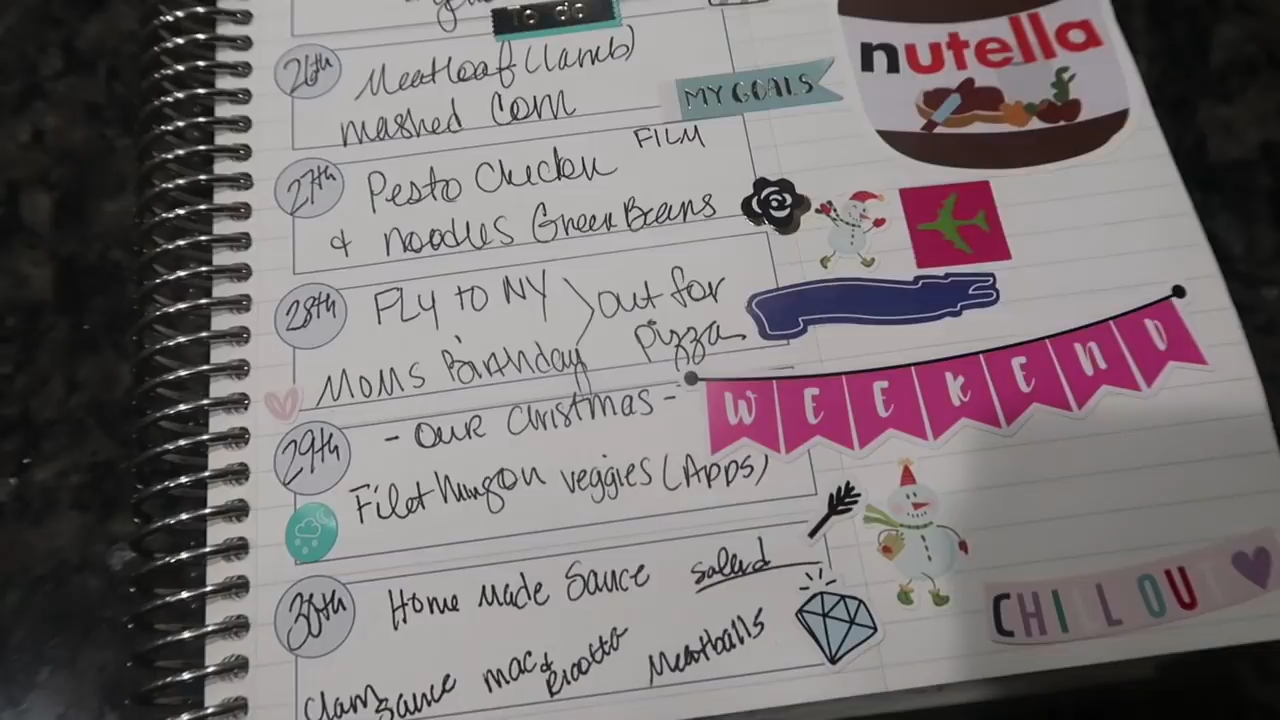 To do
26th Meatloaf (lamb)
mashed Corn
MY GOALS
nutella
27th Pesto Chicken FILM
& noodles Green Beans
28th FLY to NY } out for
Moms Birthday pizza
WEEKEND
29th - OUR Christmas -
Filet Mingon veggies (Apps)
30th Home Made Sauce salad
Clam Sauce mac & Ricotta Meatballs
CHILL OUT